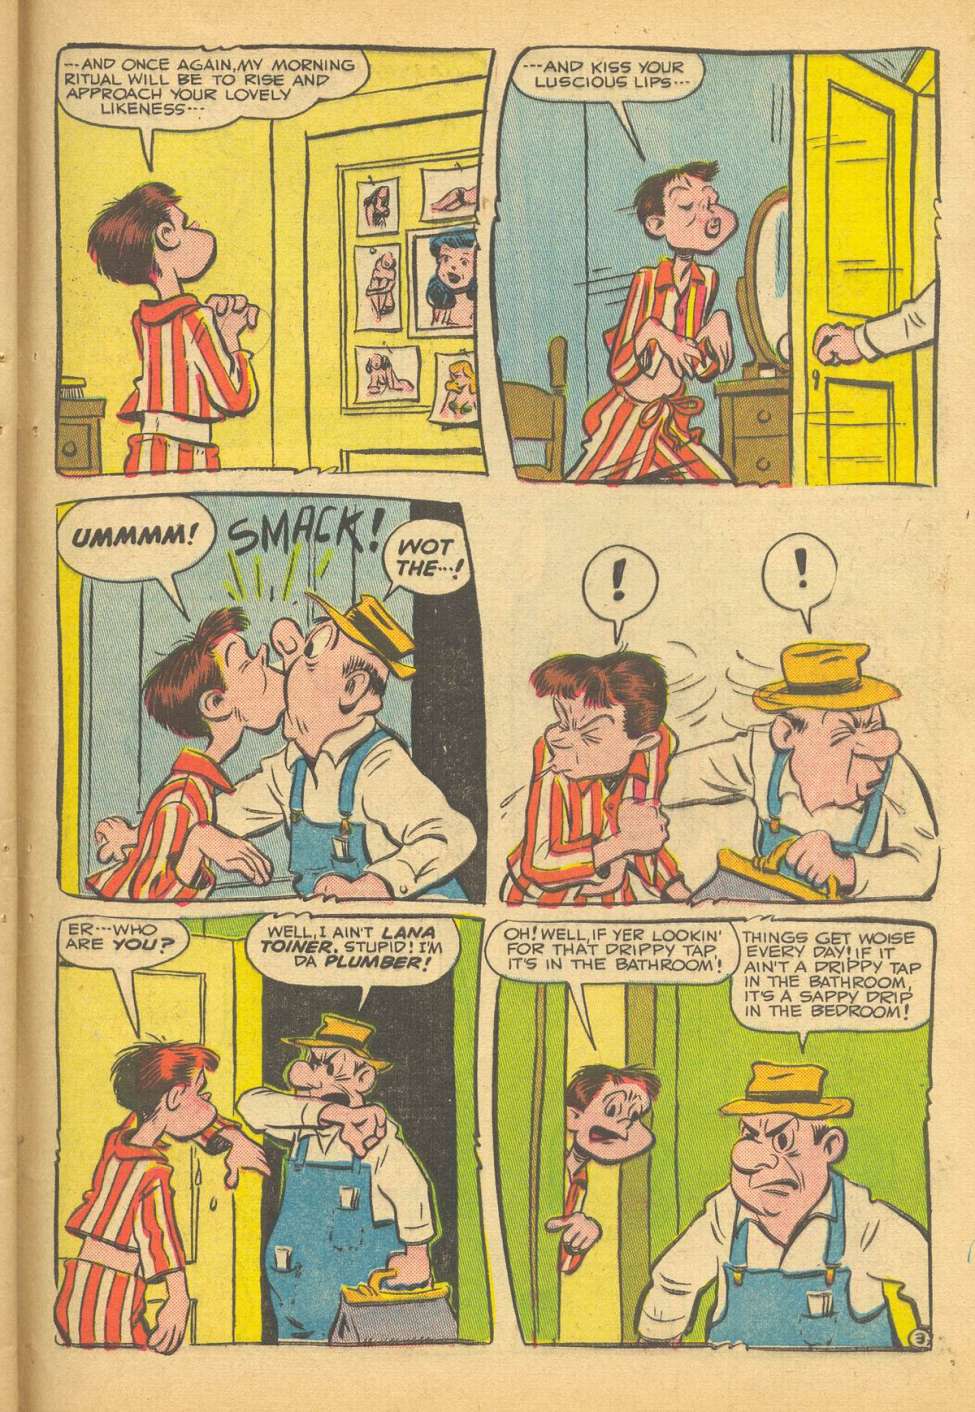 ---AND ONCE AGAIN, MY MORNING
RITUAL WILL BE TO RISE AND
APPROACH YOUR LOVELY
LIKENESS---
---AND KISS YOUR
LUSCIOUS LIPS---
UMMMM!
SMACK!
WOT
THE---!
!
!
ER---WHO
ARE YOU?
WELL, I AIN'T LANA
TOINER, STUPID! I'M
DA PLUMBER!
OH! WELL, IF YER LOOKIN'
FOR THAT DRIPPY TAP,
IT'S IN THE BATHROOM!
THINGS GET WOISE
EVERY DAY! IF IT
AIN'T A DRIPPY TAP
IN THE BATHROOM,
IT'S A SAPPY DRIP
IN THE BEDROOM!
3